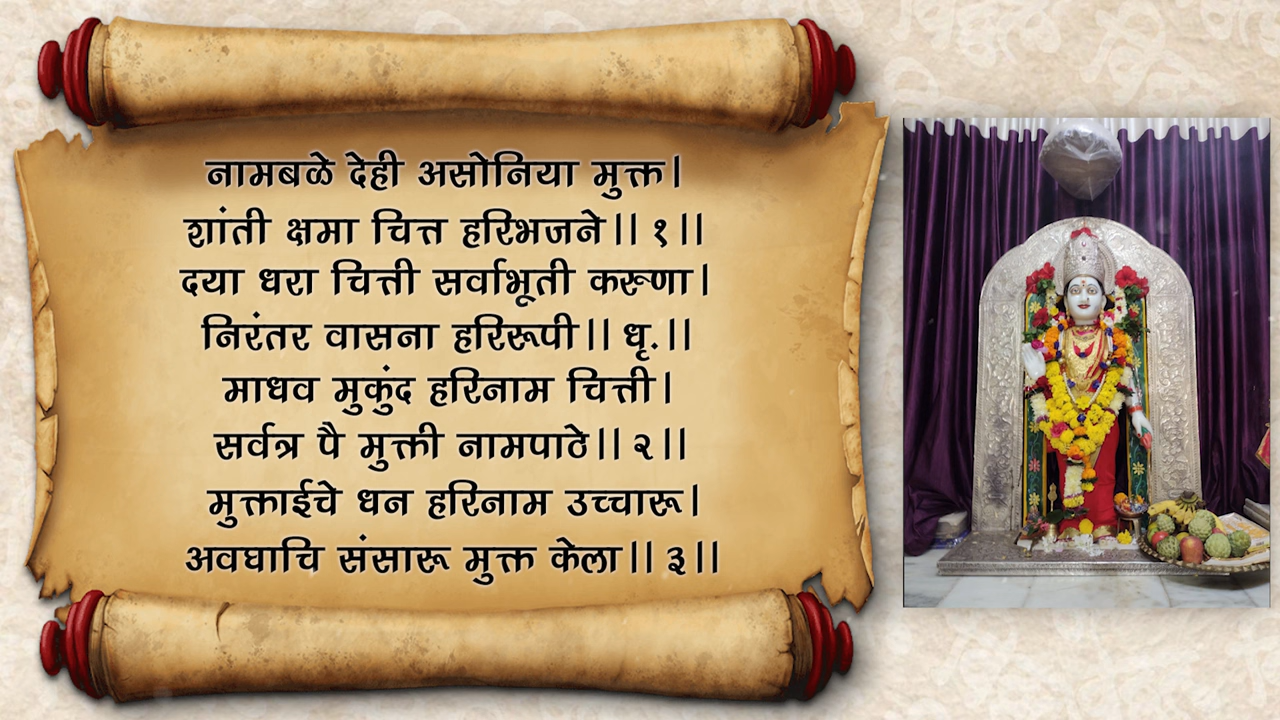 नामबळे देही असोनिया मुक्त।
शांती क्षमा चित्त हरिभजने।। १।।
दया धरा चित्ती सर्वाभूती करूणा।
निरंतर वासना हरिरूपी।। धृ.।।
माधव मुकुंद हरिनाम चित्ती।
सर्वत्र पै मुक्ती नामपाठे।। २।।
मुक्ताईचे धन हरिनाम उच्चारू।
अवघाचि संसारू मुक्त केला।। ३।।